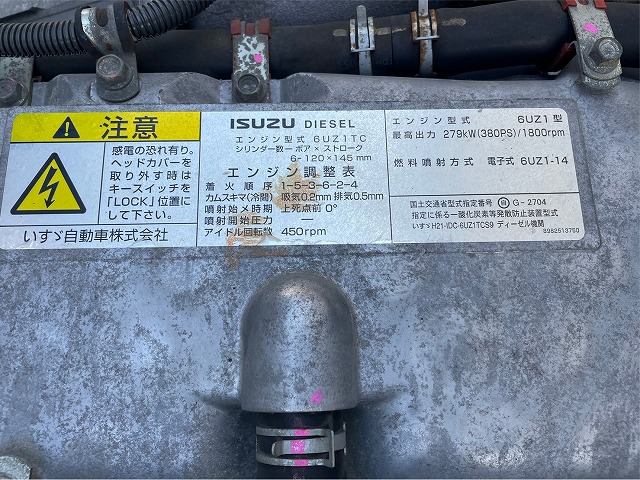 注意
感電の恐れ有り。
ヘッドカバーを
取り外す時は
キースイッチを
「LOCK」位置に
して下さい。
いすゞ自動車株式会社
ISUZU DIESEL
エンジン型式 6UZ1TC
シリンダー数－ボア×ストローク
6-120×145mm
エンジン調整表
着火順序 1-5-3-6-2-4
カムスキマ(冷間) 吸気0.2mm 排気0.5mm
噴射始メ時期 上死点前0°
噴射開始圧力
アイドル回転数 450rpm
エンジン型式 6UZ1型
最高出力 279kW(380PS)/1800rpm
燃料噴射方式 電子式 6UZ1-14
国土交通省型式指定番号 G-2704
指定に係る一酸化炭素等発散防止装置型式
いすゞH21-IDC-6UZ1TCS9 ディーゼル機関
8982513760